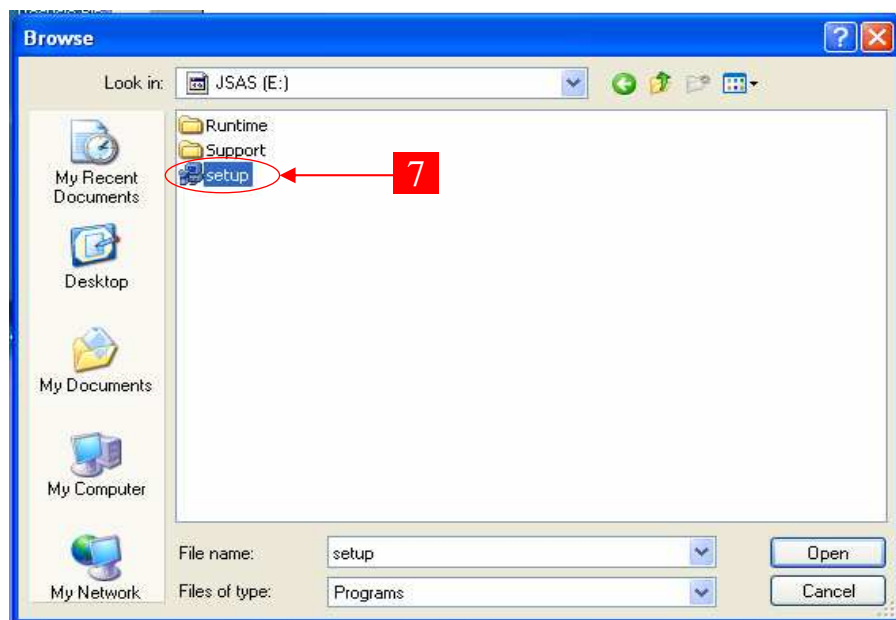 Browse
Look in: JSAS (E:)
Runtime
Support
setup
7
My Recent
Documents
Desktop
My Documents
My Computer
My Network
File name: setup
Open
Files of type: Programs
Cancel